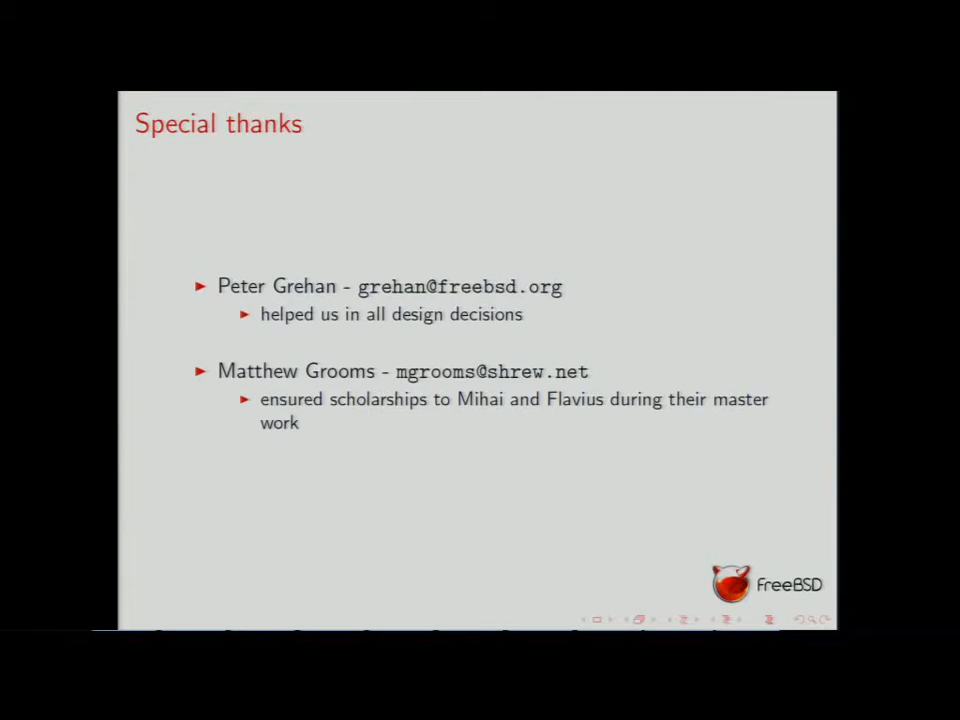 Special thanks
Peter Grehan - grehan@freebsd.org
helped us in all design decisions
Matthew Grooms - mgrooms@shrew.net
ensured scholarships to Mihai and Flavius during their master
work
FreeBSD